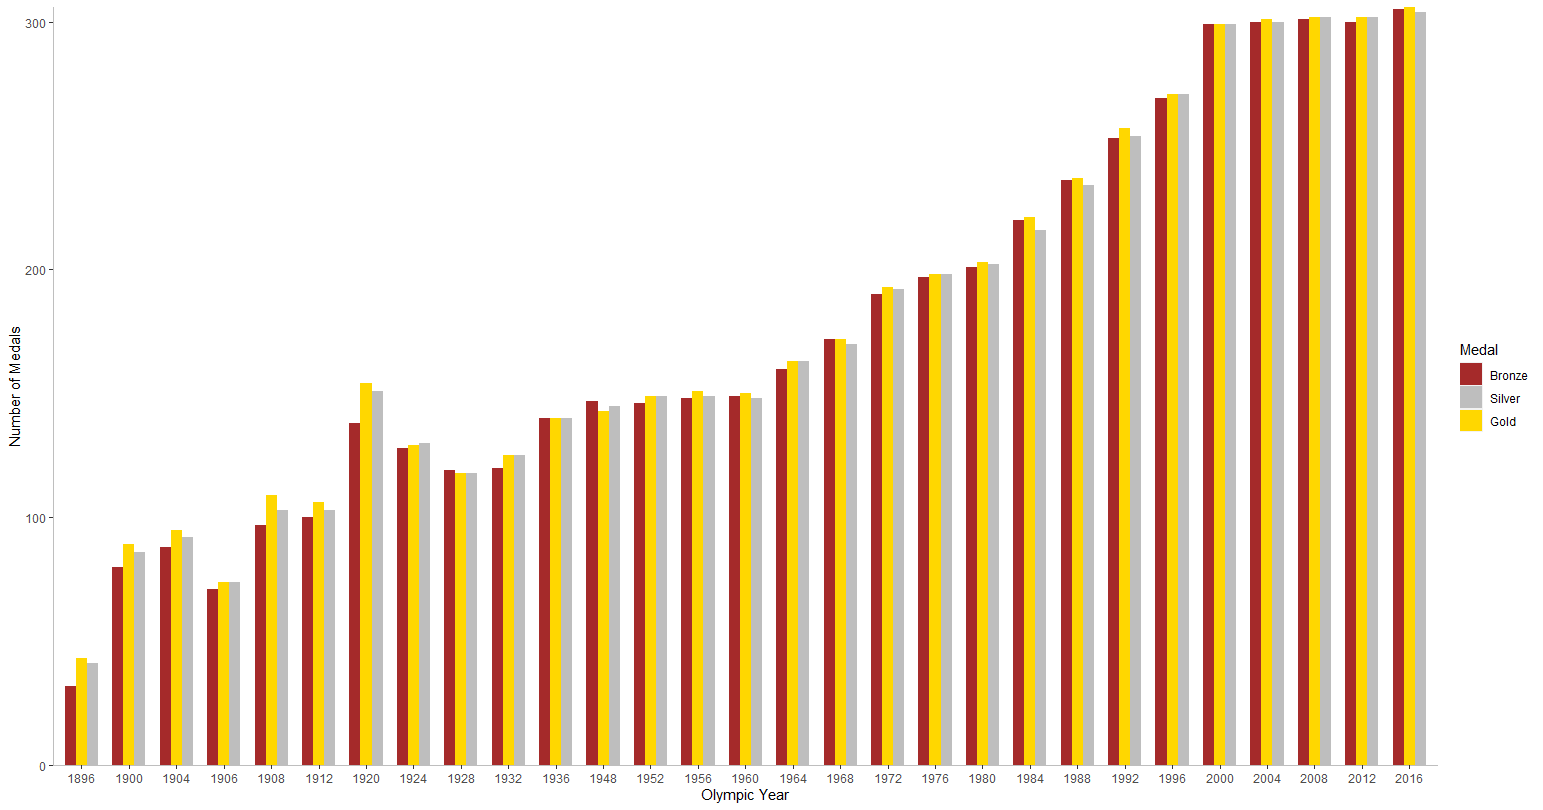 300
200
100
0
Number of Medals
1896 1900 1904 1906 1908 1912 1920 1924 1928 1932 1936 1948 1952 1956 1960 1964 1968 1972 1976 1980 1984 1988 1992 1996 2000 2004 2008 2012 2016
Olympic Year
Medal
Bronze
Silver
Gold